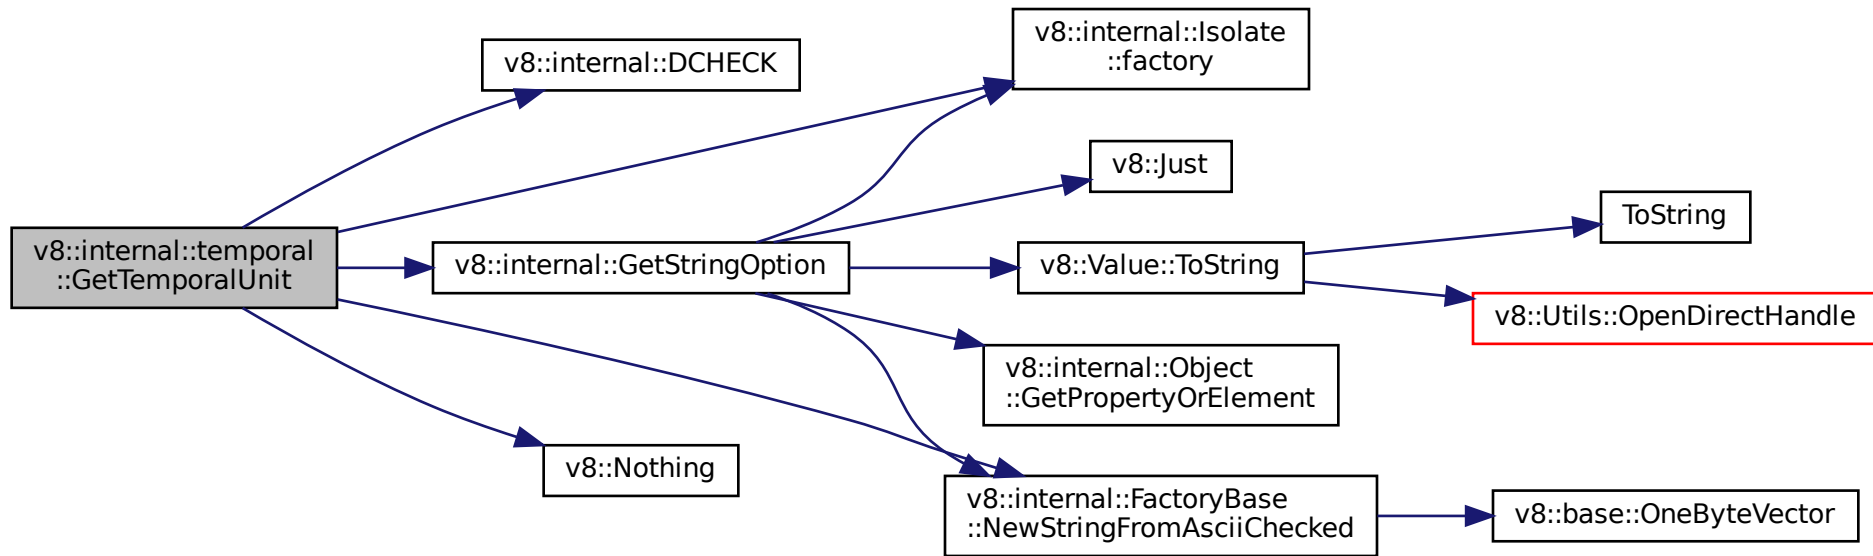 v8::internal::temporal
::GetTemporalUnit
v8::internal::DCHECK
v8::internal::GetStringOption
v8::Nothing
v8::internal::Isolate
::factory
v8::Just
v8::Value::ToString
v8::internal::Object
::GetPropertyOrElement
v8::internal::FactoryBase
::NewStringFromAsciiChecked
ToString
v8::Utils::OpenDirectHandle
v8::base::OneByteVector